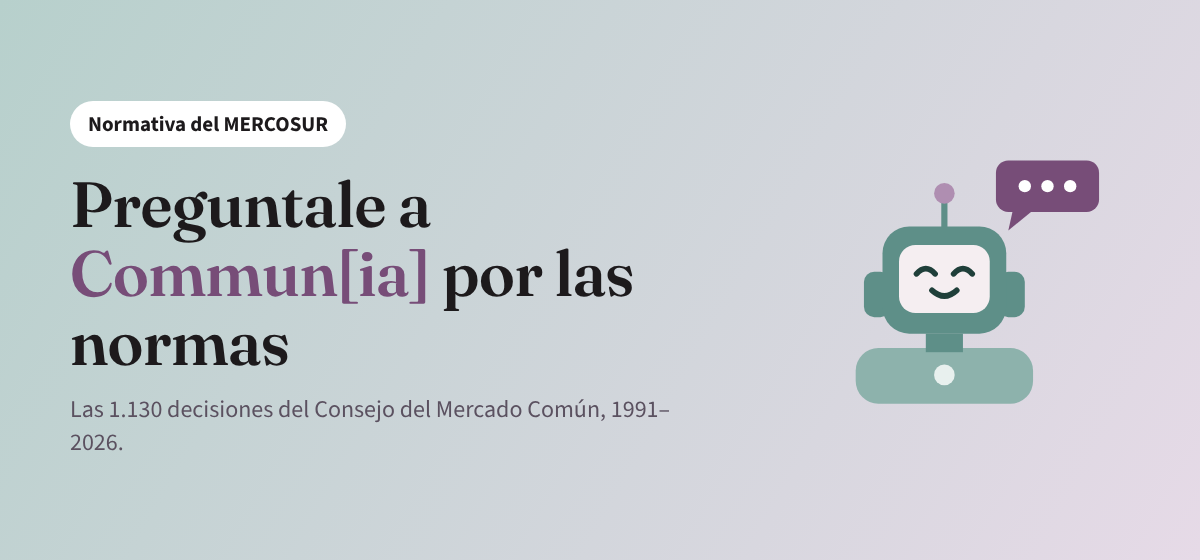 Normativa del MERCOSUR
Preguntale a
Commun[ia] por las
normas
Las 1.130 decisiones del Consejo del Mercado Común, 1991–
2026.